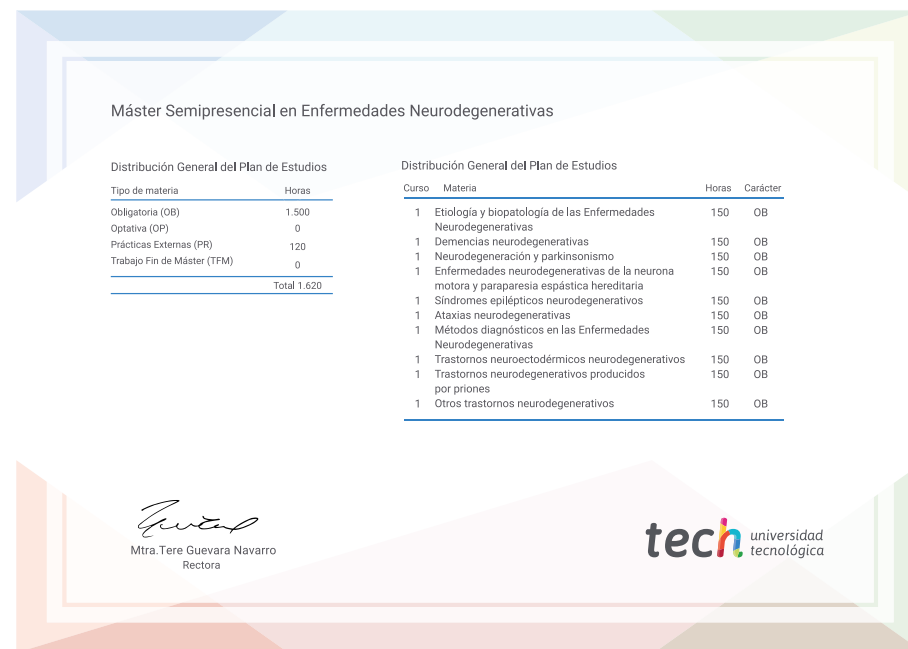 Máster Semipresencial en Enfermedades Neurodegenerativas
Distribución General del Plan de Estudios
Tipo de materia Horas
Obligatoria (OB) 1.500
Optativa (OP) 0
Prácticas Externas (PR) 120
Trabajo Fin de Máster (TFM) 0
Total 1.620
Distribución General del Plan de Estudios
Curso Materia Horas Carácter
1 Etiología y biopatología de las Enfermedades 150 OB
Neurodegenerativas
1 Demencias neurodegenerativas 150 OB
1 Neurodegeneración y parkinsonismo 150 OB
1 Enfermedades neurodegenerativas de la neurona 150 OB
motora y paraparesia espástica hereditaria
1 Síndromes epilépticos neurodegenerativos 150 OB
1 Ataxias neurodegenerativas 150 OB
1 Métodos diagnósticos en las Enfermedades 150 OB
Neurodegenerativas
1 Trastornos neuroectodérmicos neurodegenerativos 150 OB
1 Trastornos neurodegenerativos producidos 150 OB
por priones
1 Otros trastornos neurodegenerativos 150 OB
Mtra.Tere Guevara Navarro
Rectora
tech universidad
tecnológica